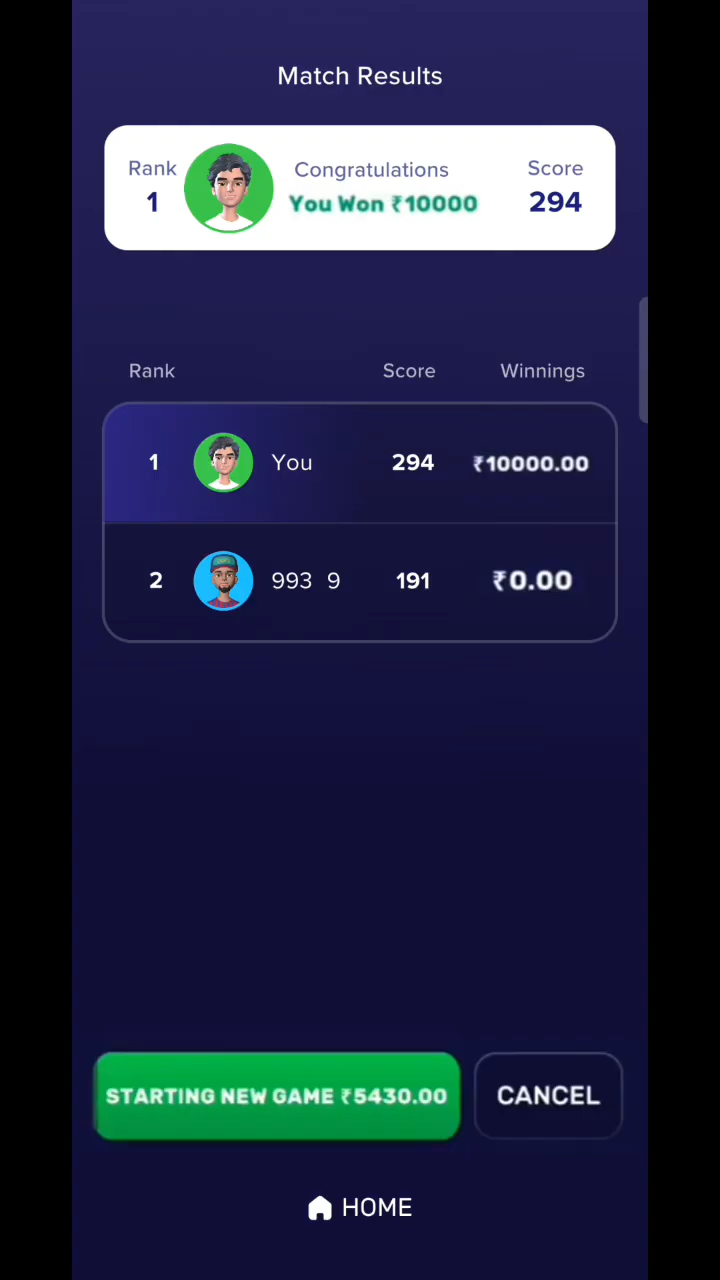 Match Results
Rank
Congratulations
Score
1
You Won ₹10000
294
Rank
Score
Winnings
1
You
294
₹10000.00
2
993 9
191
₹0.00
STARTING NEW GAME ₹5430.00
CANCEL
HOME